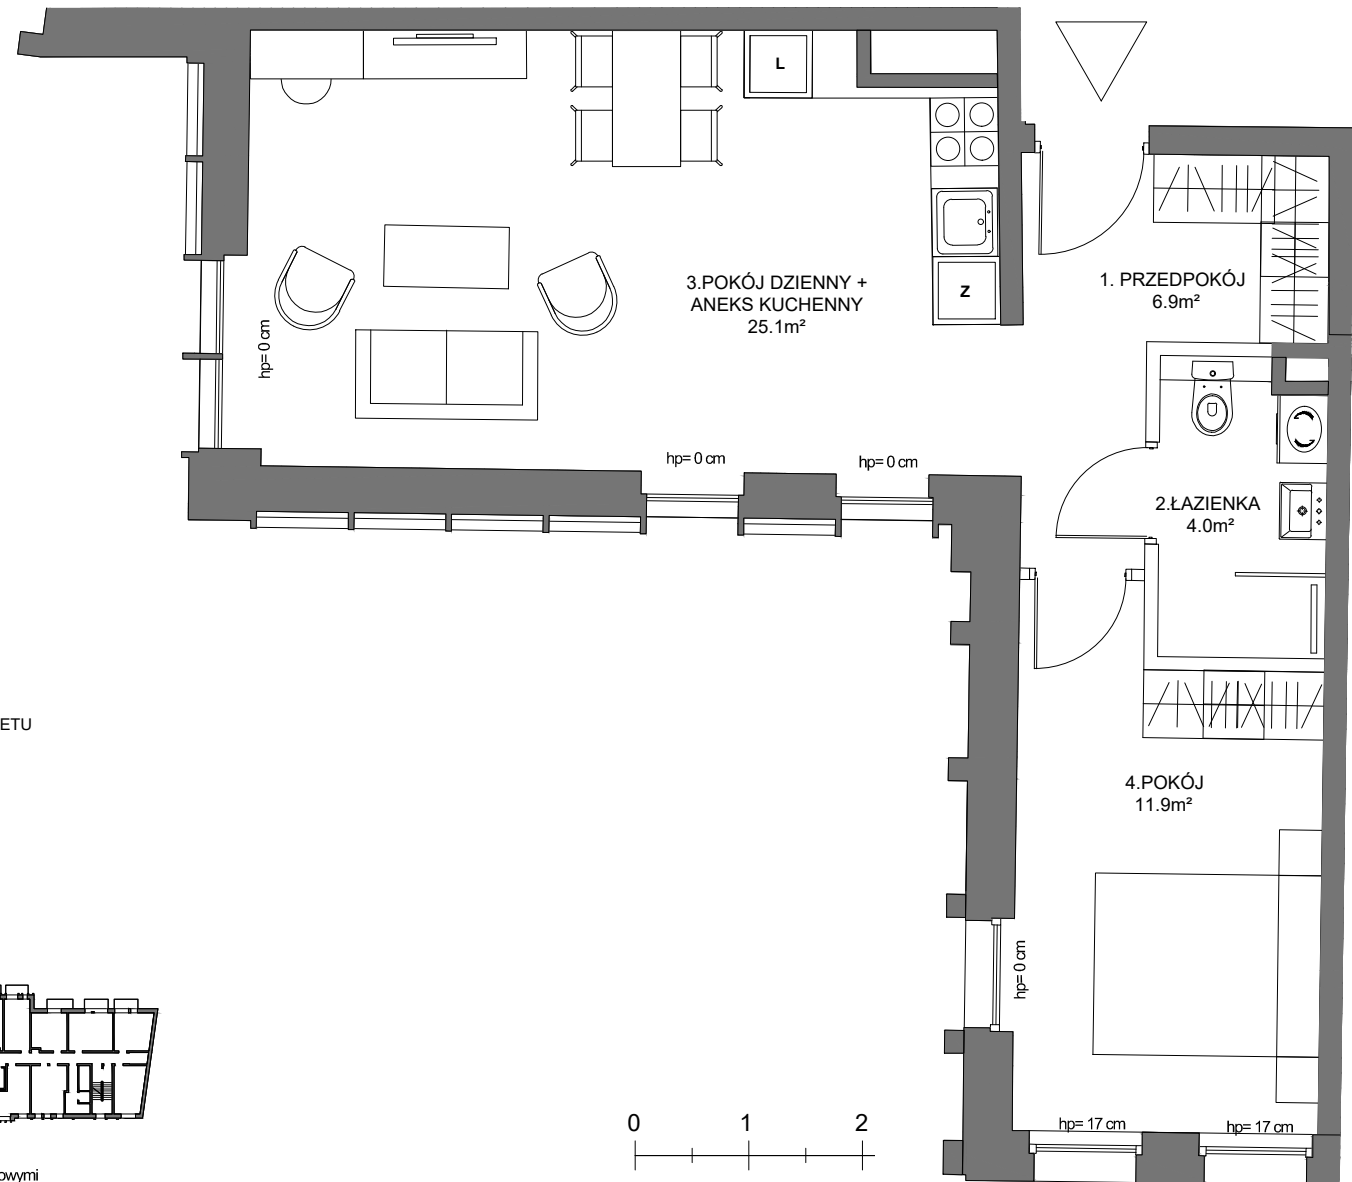 L
Z
3.POKÓJ DZIENNY +
ANEKS KUCHENNY
25.1m²
1. PRZEDPOKÓJ
6.9m²
hp= 0 cm
hp= 0 cm
hp= 0 cm
2.ŁAZIENKA
4.0m²
ETU
4.POKÓJ
11.9m²
hp= 0 cm
hp= 17 cm
hp= 17 cm
0 1 2
owymi